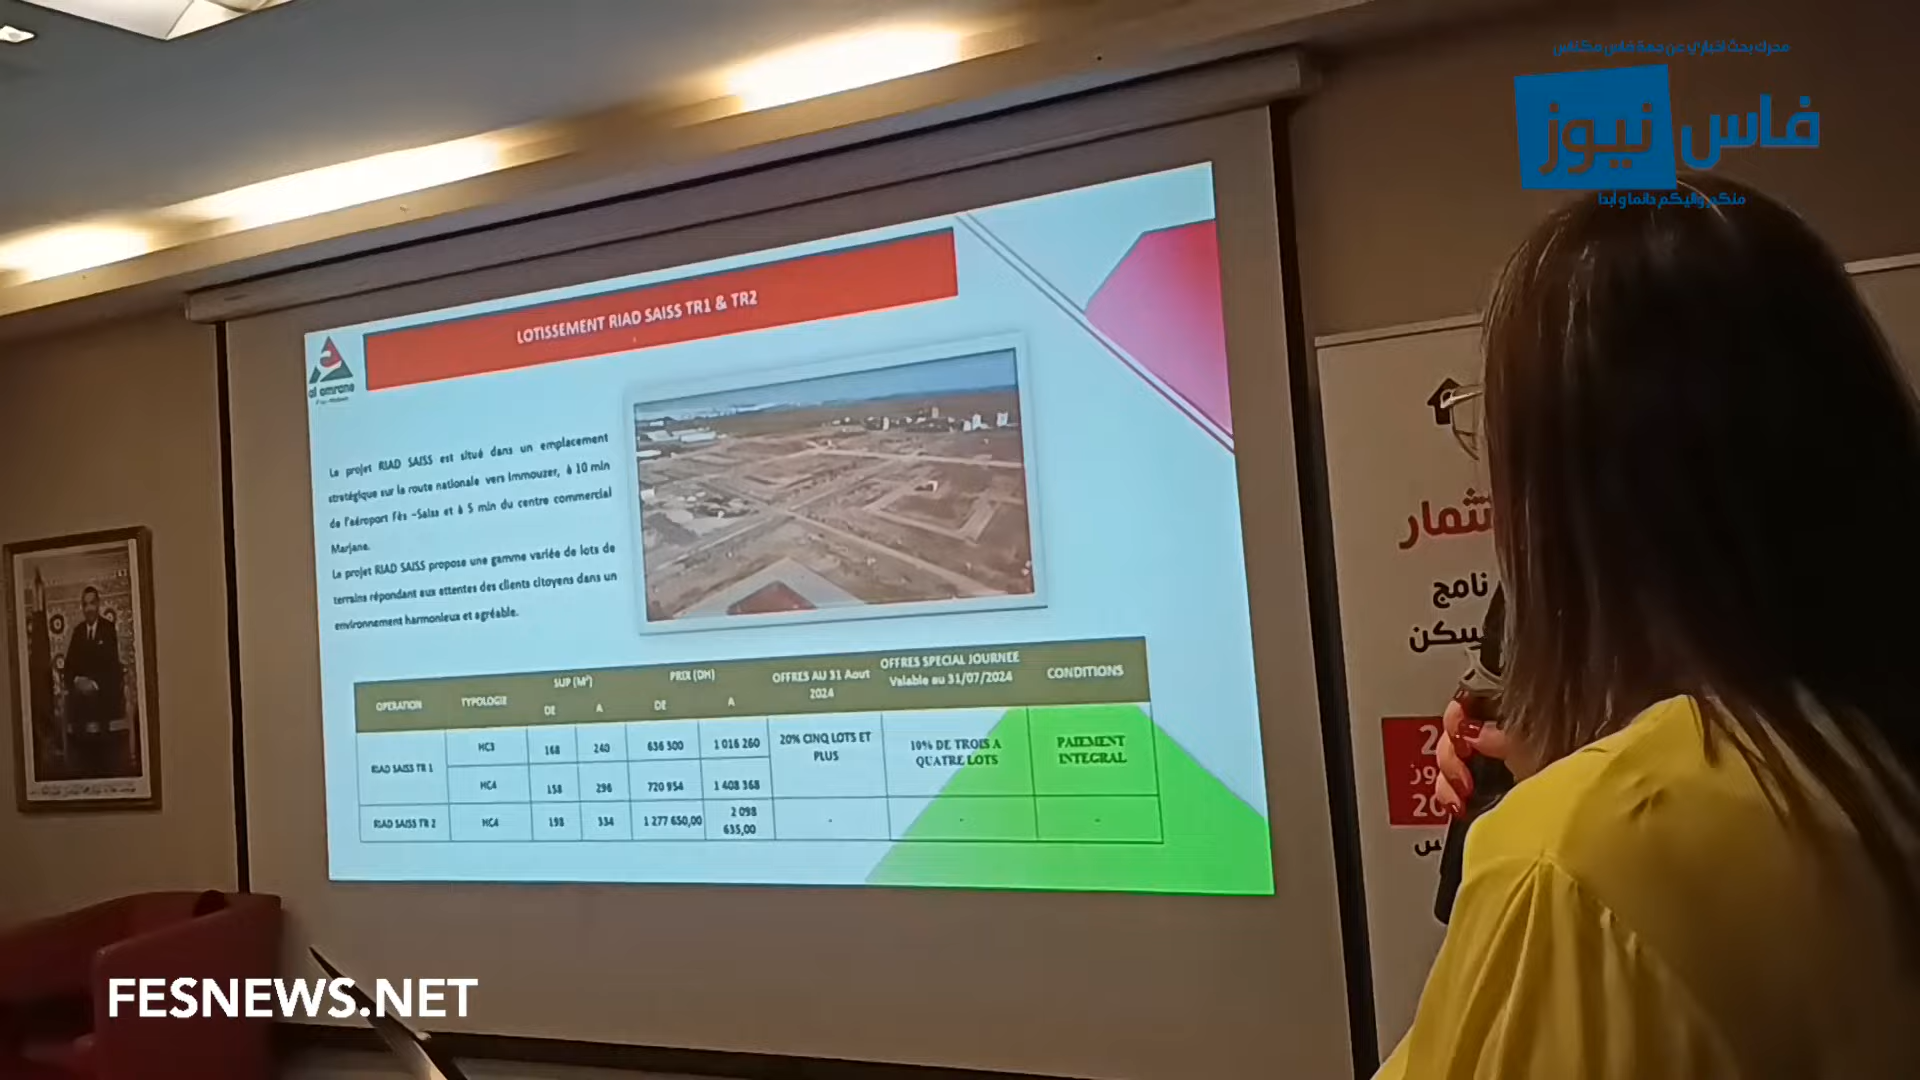 محرك بحث اخباري عن جهة فاس مكناس
فاس نيوز
منكم وإليكم دائما وأبدا
LOTISSEMENT RIAD SAISS TR1 & TR2
al omrane
Le projet RIAD SAISS est situé dans un emplacement
stratégique sur la route nationale vers Immouzer, à 10 min
de l'aéroport Fès –Saiss et à 5 min du centre commercial
Marjane.
Le projet RIAD SAISS propose une gamme variée de lots de
terrains répondant aux attentes des clients citoyens dans un
environnement harmonieux et agréable.
OPERATION TYPOLOGIE SUP (M²) PRIX (DH) OFFRES AU 31 Aout 2024 OFFRES SPECIAL JOURNEE Valable au 31/07/2024 CONDITIONS
DE A DE A
RIAD SAISS TR 1 HC3 168 240 636 300 1 016 260 20% CINQ LOTS ET PLUS 10% DE TROIS A QUATRE LOTS PAIEMENT INTEGRAL
HC4 158 296 720 954 1 408 368
RIAD SAISS TR 2 HC4 198 334 1 277 650,00 2 098 635,00 - - -
FESNEWS.NET